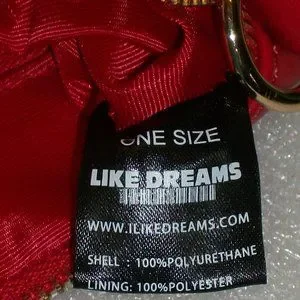 ONE SIZE
LIKE DREAMS
WWW.ILIKEDREAMS.COM
SHELL : 100%POLYURETHANE
LINING: 100%POLYESTER